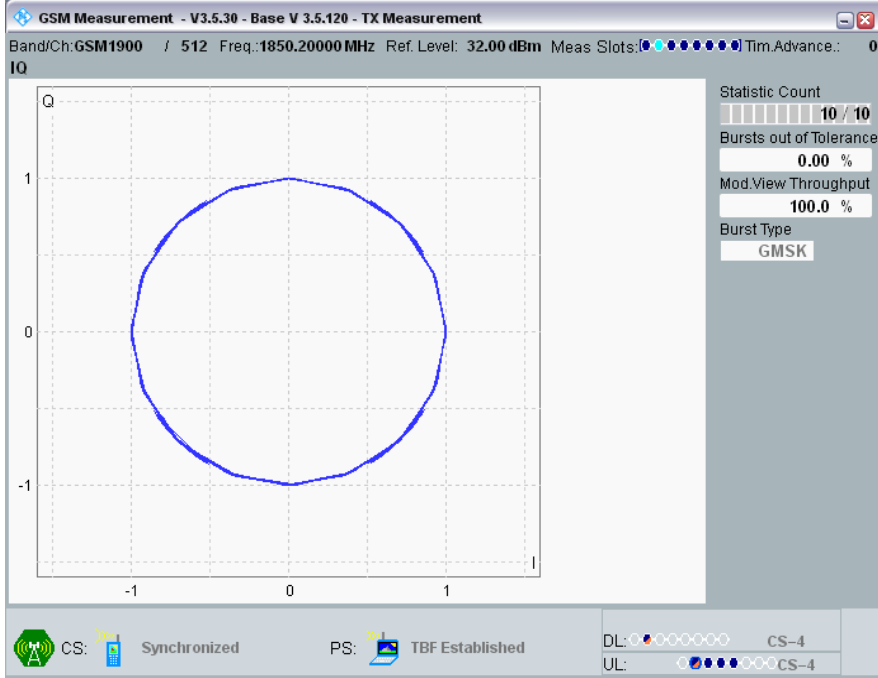 GSM Measurement - V3.5.30 - Base V 3.5.120 - TX Measurement
Band/Ch:GSM1900 / 512 Freq.:1850.20000 MHz Ref. Level: 32.00 dBm Meas Slots:[ ] Tim.Advance.: 0
IQ
Q
Statistic Count
10 / 10
Bursts out of Tolerance
0.00 %
Mod.View Throughput
100.0 %
Burst Type
GMSK
1
0
-1
I
-1 0 1
CS: Synchronized PS: TBF Established
DL: CS-4
UL: CS-4